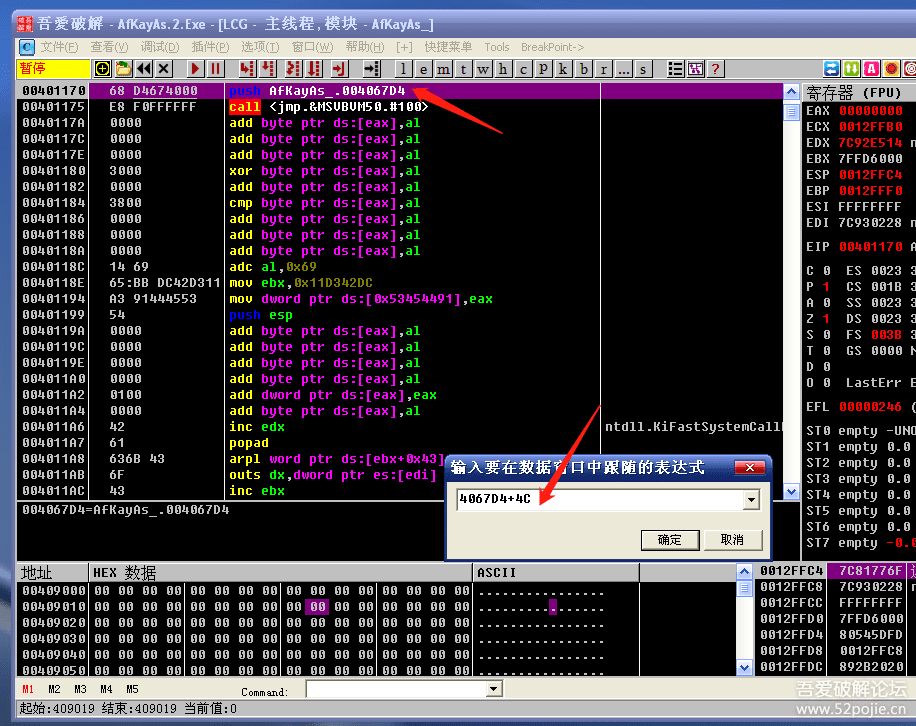 吾爱破解 - AfKayAs.2.Exe - [LCG - 主线程,模块 - AfKayAs_]
文件(F) 查看(V) 调试(D) 插件(P) 选项(T) 窗口(W) 帮助(H) [+] 快捷菜单 Tools BreakPoint->
暂停 l e m t w h c p k b r ... s ?
00401170 68 D4674000 push AfKayAs_.004067D4
00401175 E8 F0FFFFFF call <jmp.&MSVBVM50.#100>
0040117A 0000 add byte ptr ds:[eax],al
0040117C 0000 add byte ptr ds:[eax],al
0040117E 0000 add byte ptr ds:[eax],al
00401180 3000 xor byte ptr ds:[eax],al
00401182 0000 add byte ptr ds:[eax],al
00401184 3800 cmp byte ptr ds:[eax],al
00401186 0000 add byte ptr ds:[eax],al
00401188 0000 add byte ptr ds:[eax],al
0040118A 0000 add byte ptr ds:[eax],al
0040118C 14 69 adc al,0x69
0040118E 65:BB DC42D311 mov ebx,0x11D342DC
00401194 A3 91444553 mov dword ptr ds:[0x53454491],eax
00401199 54 push esp
0040119A 0000 add byte ptr ds:[eax],al
0040119C 0000 add byte ptr ds:[eax],al
0040119E 0000 add byte ptr ds:[eax],al
004011A0 0000 add byte ptr ds:[eax],al
004011A2 0100 add dword ptr ds:[eax],eax
004011A4 0000 add byte ptr ds:[eax],al
004011A6 42 inc edx ntdll.KiFastSystemCall
004011A7 61 popad
004011A8 636B 43 arpl word ptr ds:[ebx+0x43]
004011AB 6F outs dx,dword ptr es:[edi]
004011AC 43 inc ebx
004067D4=AfKayAs_.004067D4
寄存器 (FPU)
EAX 00000000
ECX 0012FFB0
EDX 7C92E514 n
EBX 7FFD6000
ESP 0012FFC4
EBP 0012FFF0
ESI FFFFFFFF
EDI 7C930228 n
EIP 00401170 A
C 0 ES 0023 3
P 1 CS 001B 3
A 0 SS 0023 3
Z 1 DS 0023 3
S 0 FS 003B 3
T 0 GS 0000 N
D 0
O 0 LastErr E
EFL 00000246 (
ST0 empty -UNO
ST1 empty 0.0
ST2 empty 0.0
ST3 empty 0.0
ST4 empty 0.0
ST5 empty 0.0
ST6 empty 0.0
ST7 empty -0.0
输入要在数据窗口中跟随的表达式
4067D4+4C
确定 取消
地址 HEX 数据 ASCII
00409000 00 00 00 00 00 00 00 00 00 00 00 00 00 00 00 00 ................
00409010 00 00 00 00 00 00 00 00 00 00 00 00 00 00 00 00 ................
00409020 00 00 00 00 00 00 00 00 00 00 00 00 00 00 00 00 ................
00409030 00 00 00 00 00 00 00 00 00 00 00 00 00 00 00 00 ................
00409040 00 00 00 00 00 00 00 00 00 00 00 00 00 00 00 00 ................
00409050 00 00 00 00 00 00 00 00 00 00 00 00 00 00 00 00 ................
0012FFC4 7C81776F
0012FFC8 7C930228
0012FFCC FFFFFFFF
0012FFD0 7FFD6000
0012FFD4 80545DFD
0012FFD8 0012FFC8
0012FFDC 892B2020
M1 M2 M3 M4 M5 Command:
起始:409019 结束:409019 当前值:0
吾爱破解论坛
www.52pojie.cn